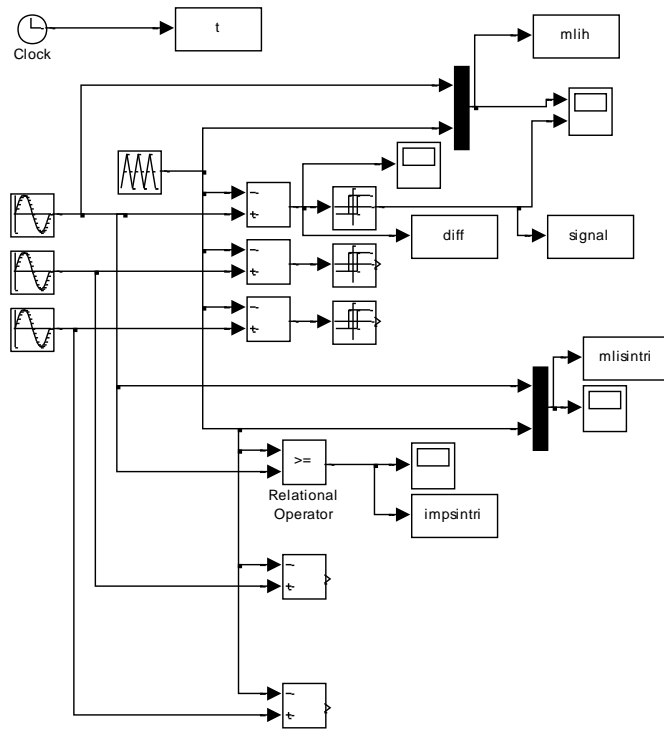 t
Clock
mlih
diff
signal
mlisintri
>=
Relational
Operator
impsintri